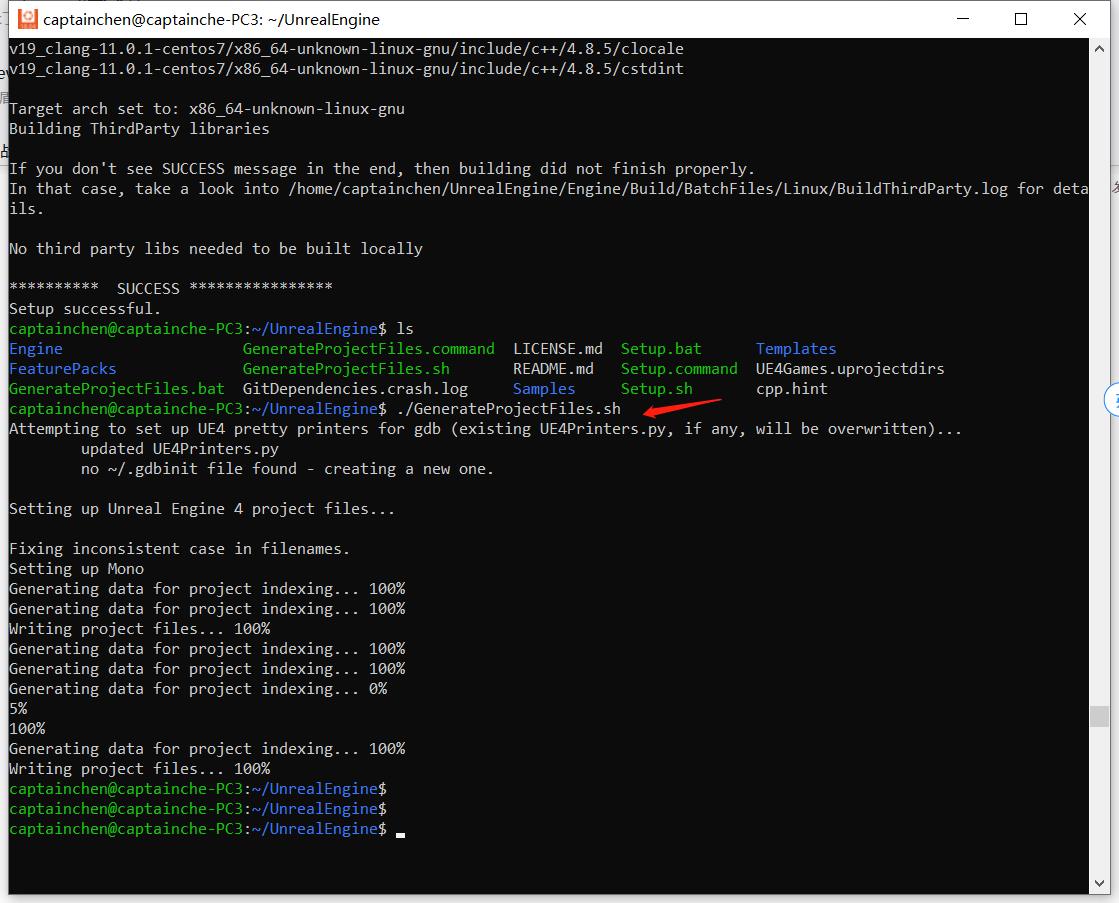 captainchen@captainche-PC3: ~/UnrealEngine
v19_clang-11.0.1-centos7/x86_64-unknown-linux-gnu/include/c++/4.8.5/clocale
v19_clang-11.0.1-centos7/x86_64-unknown-linux-gnu/include/c++/4.8.5/cstdint
Target arch set to: x86_64-unknown-linux-gnu
Building ThirdParty libraries
If you don't see SUCCESS message in the end, then building did not finish properly.
In that case, take a look into /home/captainchen/UnrealEngine/Engine/Build/BatchFiles/Linux/BuildThirdParty.log for deta
ils.
No third party libs needed to be built locally
**********  SUCCESS ****************
Setup successful.
captainchen@captainche-PC3:~/UnrealEngine$ ls
Engine GenerateProjectFiles.command LICENSE.md Setup.bat Templates
FeaturePacks GenerateProjectFiles.sh README.md Setup.command UE4Games.uprojectdirs
GenerateProjectFiles.bat GitDependencies.crash.log Samples Setup.sh cpp.hint
captainchen@captainche-PC3:~/UnrealEngine$ ./GenerateProjectFiles.sh
Attempting to set up UE4 pretty printers for gdb (existing UE4Printers.py, if any, will be overwritten)...
updated UE4Printers.py
no ~/.gdbinit file found - creating a new one.
Setting up Unreal Engine 4 project files...
Fixing inconsistent case in filenames.
Setting up Mono
Generating data for project indexing... 100%
Generating data for project indexing... 100%
Writing project files... 100%
Generating data for project indexing... 100%
Generating data for project indexing... 100%
Generating data for project indexing... 0%
5%
100%
Generating data for project indexing... 100%
Writing project files... 100%
captainchen@captainche-PC3:~/UnrealEngine$
captainchen@captainche-PC3:~/UnrealEngine$
captainchen@captainche-PC3:~/UnrealEngine$